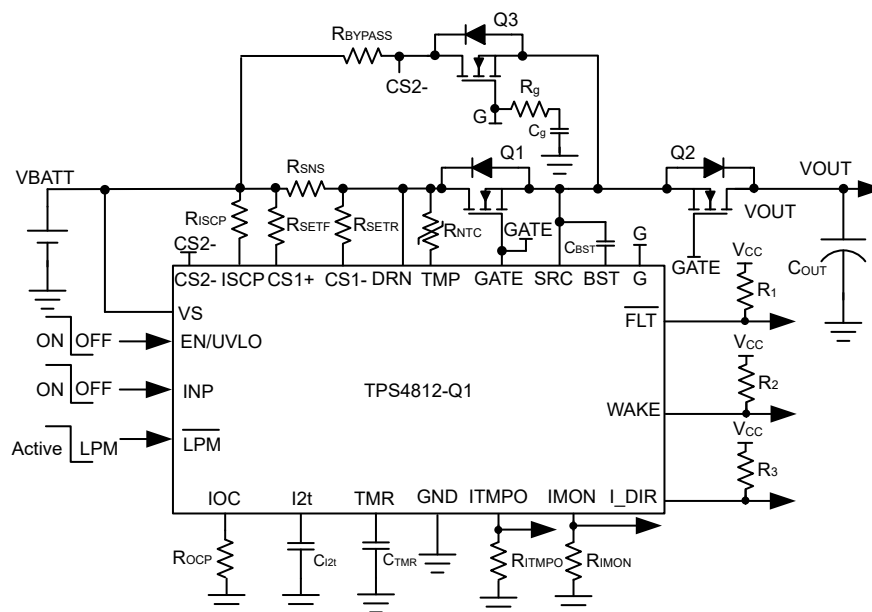 Q3
RBYPASS
CS2-
Rg
G
Cg
RSNS
Q1
Q2
VBATT
VOUT
RISCP
RSETF
RSETR
RNTC
GATE
CBST
G
VOUT
CS2-
GATE
VCC
COUT
CS2- ISCP CS1+ CS1- DRN TMP GATE SRC BST G
R1
VS
FLT
ON OFF
EN/UVLO
VCC
ON OFF
INP
TPS4812-Q1
R2
WAKE
Active LPM
LPM
VCC
R3
IOC I2t TMR GND ITMPO IMON I_DIR
ROCP
CI2t
CTMR
RITMPO
RIMON